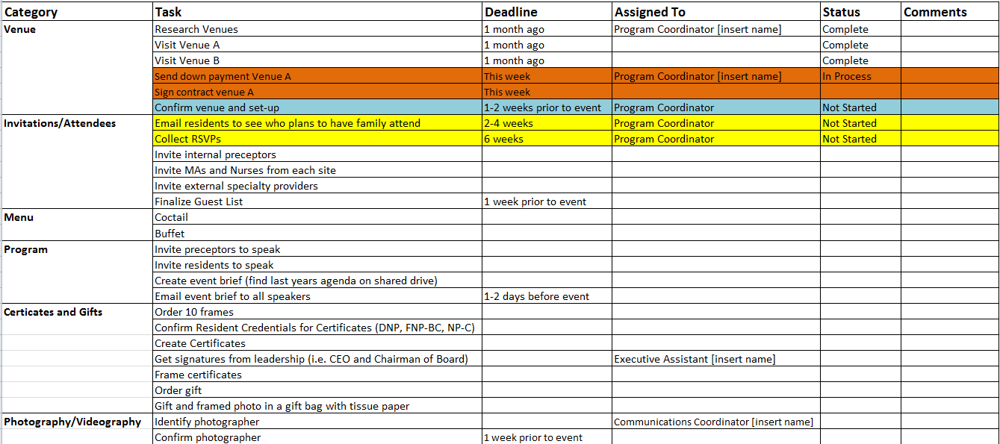 Category Task Deadline Assigned To Status Comments
Venue Research Venues 1 month ago Program Coordinator [insert name] Complete
Visit Venue A 1 month ago Complete
Visit Venue B 1 month ago Complete
Send down payment Venue A This week Program Coordinator [insert name] In Process
Sign contract venue A This week
Confirm venue and set-up 1-2 weeks prior to event Program Coordinator Not Started
Invitations/Attendees Email residents to see who plans to have family attend 2-4 weeks Program Coordinator Not Started
Collect RSVPs 6 weeks Program Coordinator Not Started
Invite internal preceptors
Invite MAs and Nurses from each site
Invite external specialty providers
Finalize Guest List 1 week prior to event
Menu Coctail
Buffet
Program Invite preceptors to speak
Invite residents to speak
Create event brief (find last years agenda on shared drive)
Email event brief to all speakers 1-2 days before event
Certicates and Gifts Order 10 frames
Confirm Resident Credentials for Certificates (DNP, FNP-BC, NP-C)
Create Certificates
Get signatures from leadership (i.e. CEO and Chairman of Board) Executive Assistant [insert name]
Frame certificates
Order gift
Gift and framed photo in a gift bag with tissue paper
Photography/Videography Identify photographer Communications Coordinator [insert name]
Confirm photographer 1 week prior to event